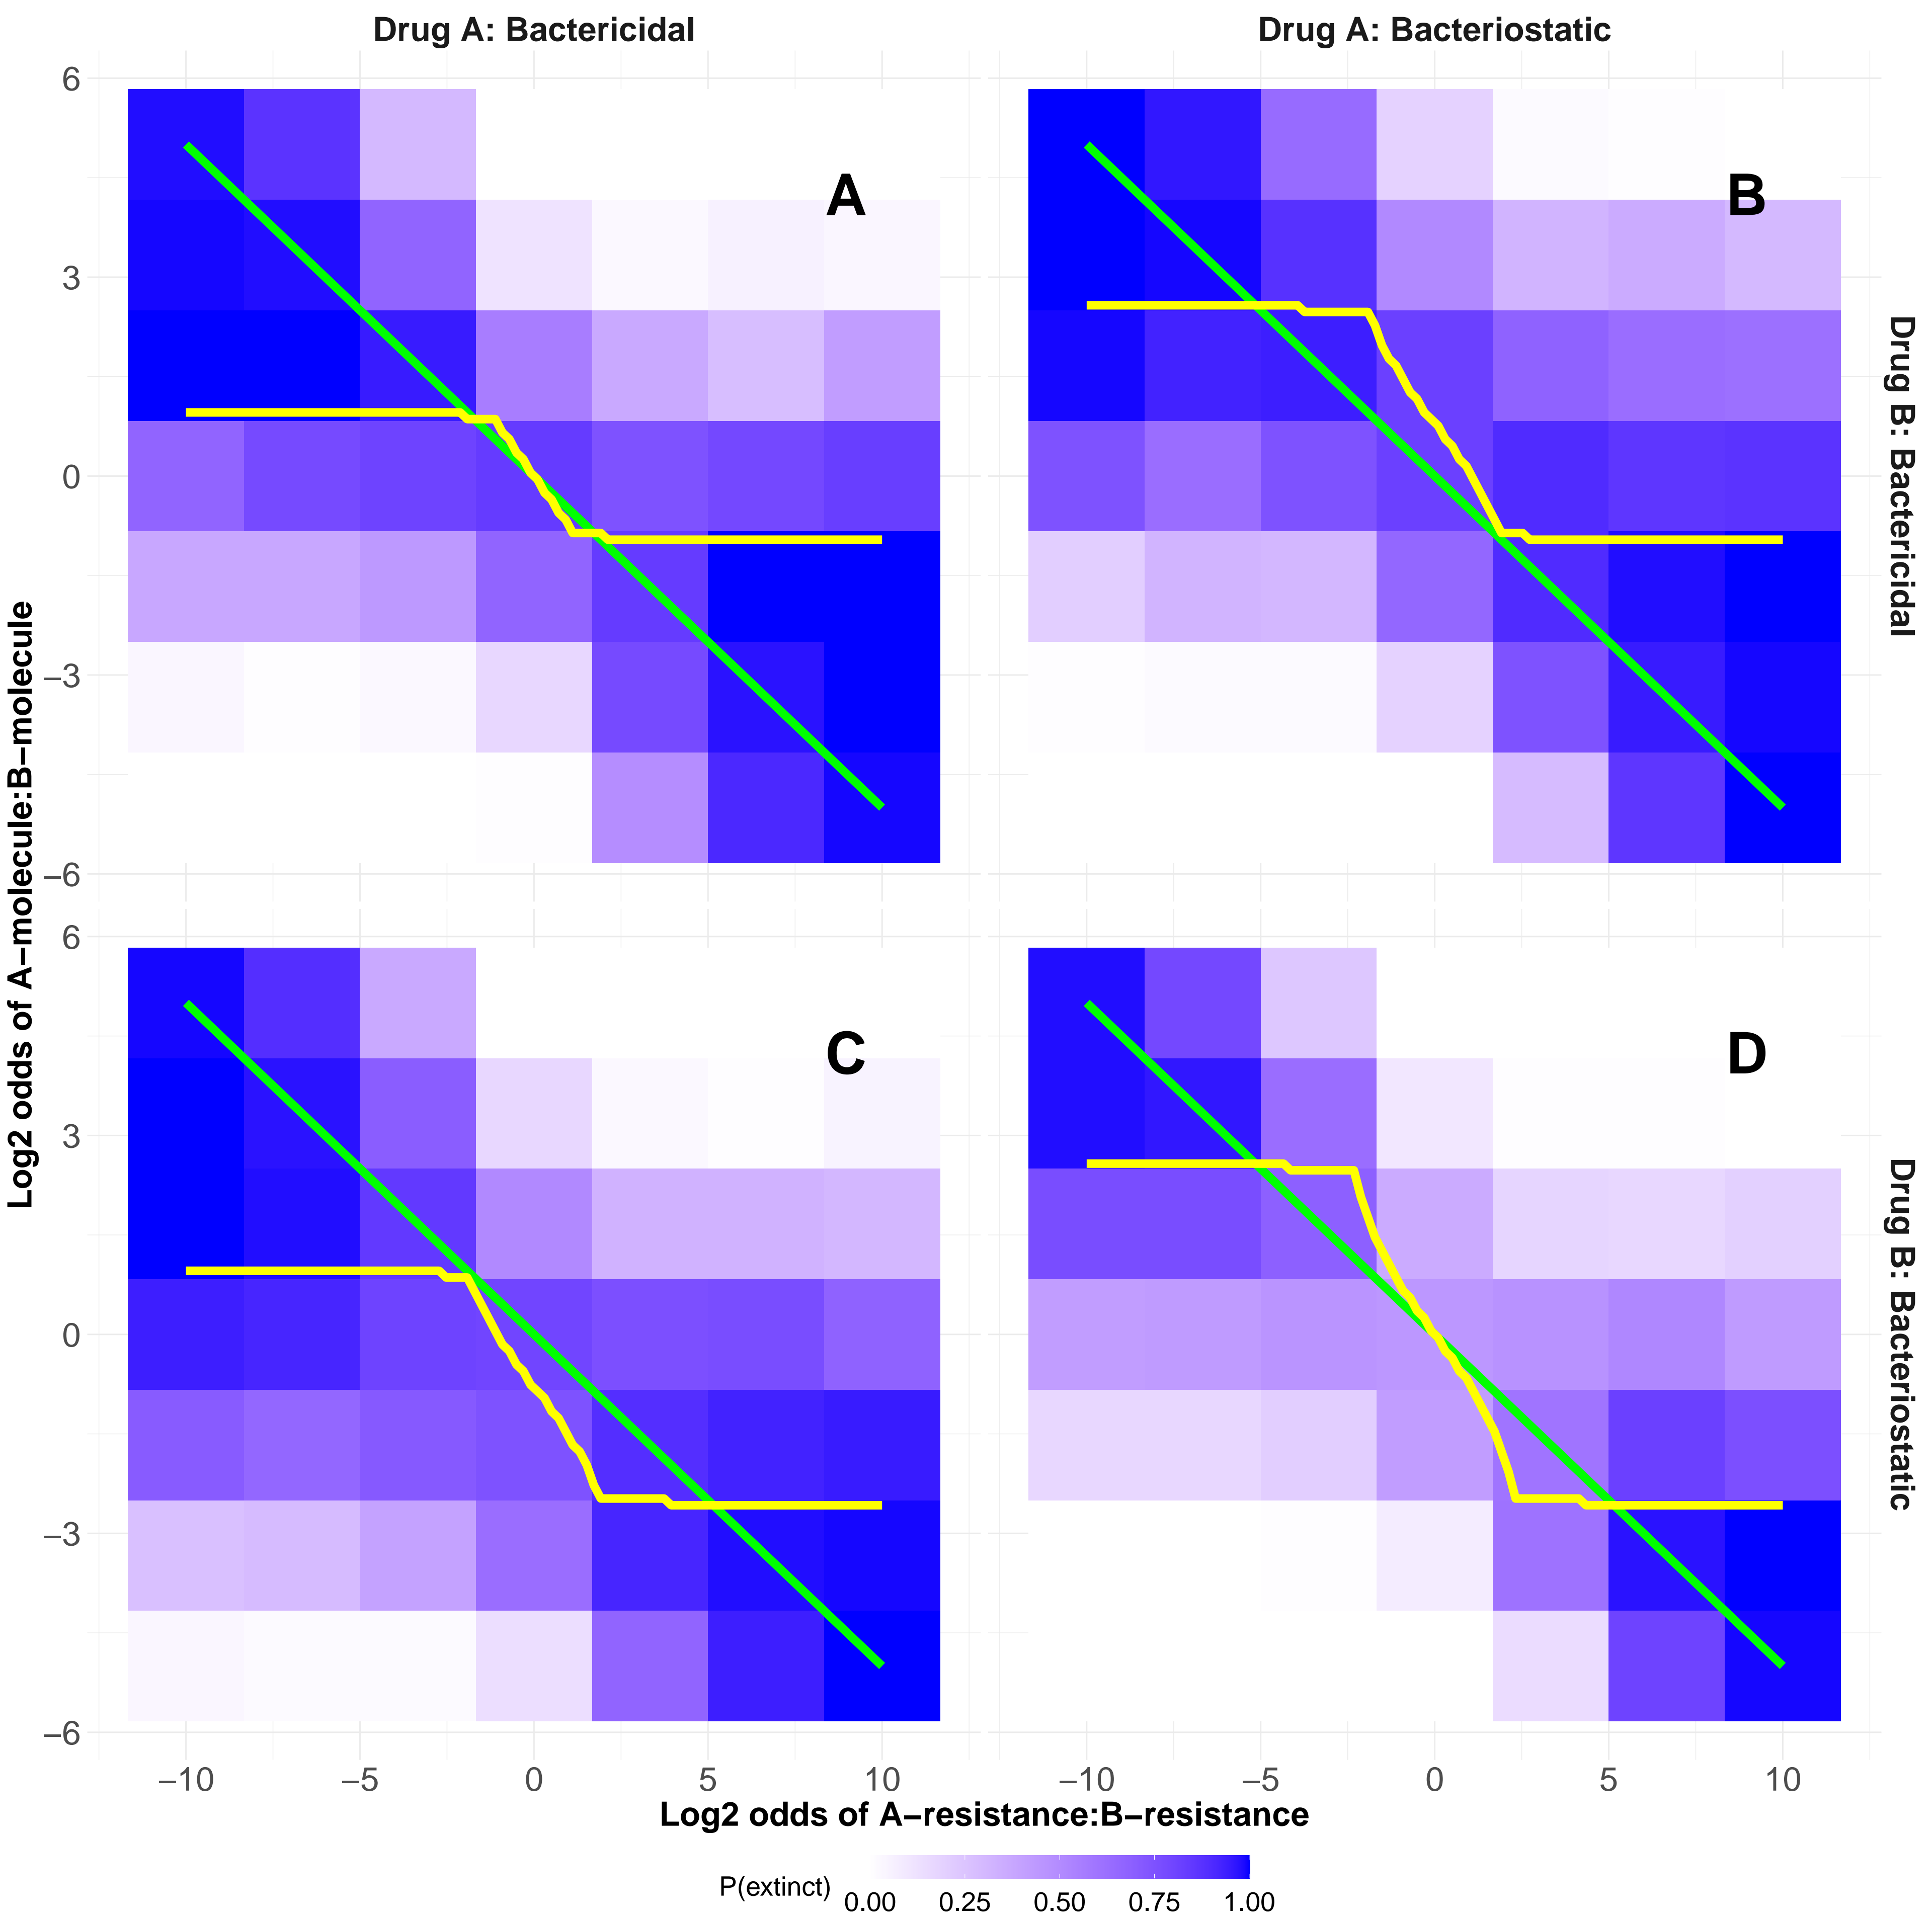 Drug A: Bactericidal
Drug A: Bacteriostatic
6
3
0
−3
−6
A
B
Drug B: Bactericidal
Log2 odds of A−molecule:B−molecule
6
3
0
−3
−6
C
D
Drug B: Bacteriostatic
−10 −5 0 5 10
−10 −5 0 5 10
Log2 odds of A−resistance:B−resistance
P(extinct)
0.00 0.25 0.50 0.75 1.00